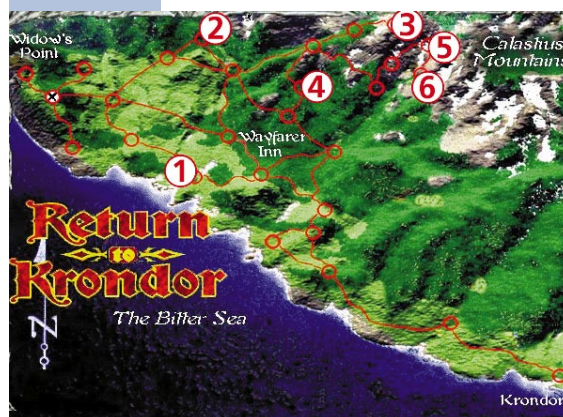 2
3
5
Widow's
Point
Calastius
Mountains
4
6
Wayfarer
Inn
1
Return
to
Krondor
The Bitter Sea
N
Krondor